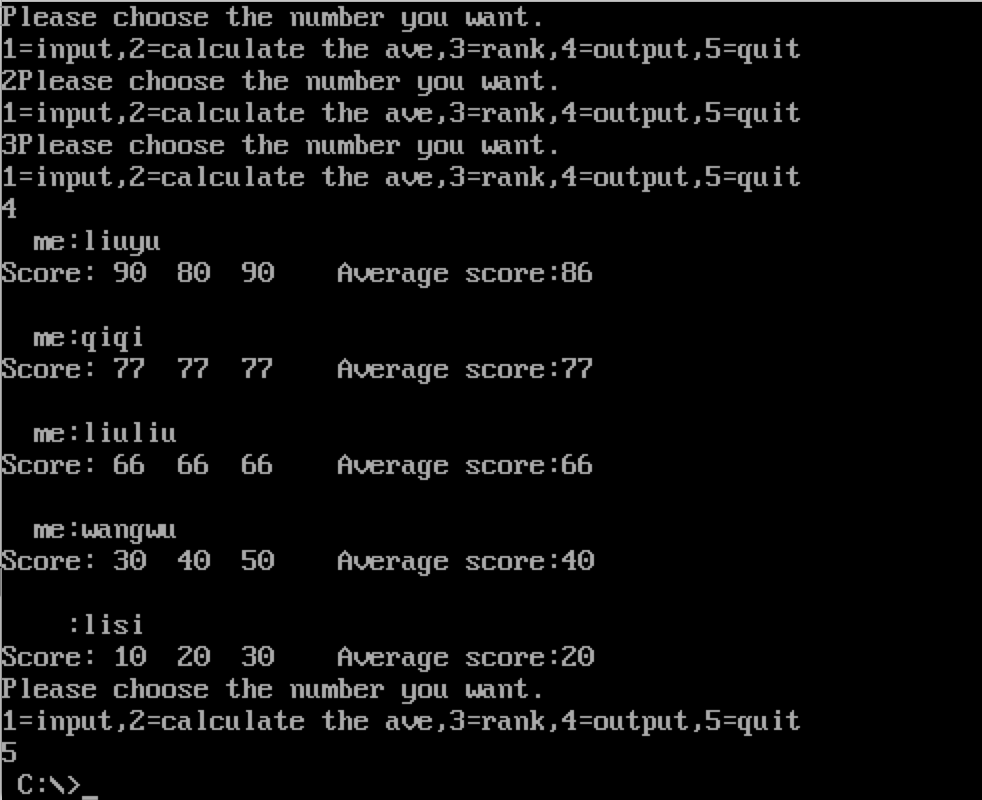 Please choose the number you want.
1=input,2=calculate the ave,3=rank,4=output,5=quit
2Please choose the number you want.
1=input,2=calculate the ave,3=rank,4=output,5=quit
3Please choose the number you want.
1=input,2=calculate the ave,3=rank,4=output,5=quit
4
  me:liuyu
Score: 90  80  90    Average score:86
  me:qiqi
Score: 77  77  77    Average score:77
  me:liuliu
Score: 66  66  66    Average score:66
  me:wangwu
Score: 30  40  50    Average score:40
    :lisi
Score: 10  20  30    Average score:20
Please choose the number you want.
1=input,2=calculate the ave,3=rank,4=output,5=quit
5
 C:\>_